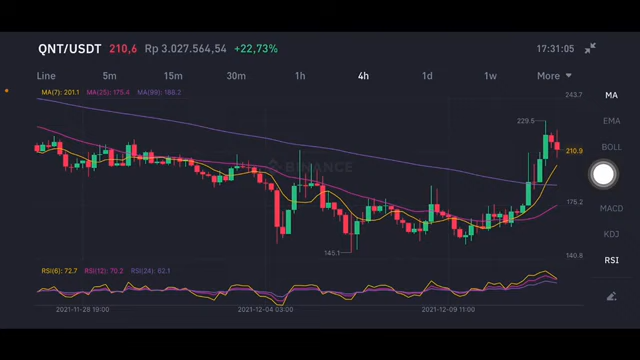 QNT/USDT 210,6 Rp 3.027.564,54 +22,73% 17:31:05
Line 5m 15m 30m 1h 4h 1d 1w More
MA(7): 201.1 MA(25): 175.4 MA(99): 188.2
243.7
MA
229.5
EMA
BOLL
210.9
BINANCE
175.2
MACD
KDJ
145.1
140.8
RSI
RSI(6): 72.7 RSI(12): 70.2 RSI(24): 62.1
2021-11-28 19:00 2021-12-04 03:00 2021-12-09 11:00